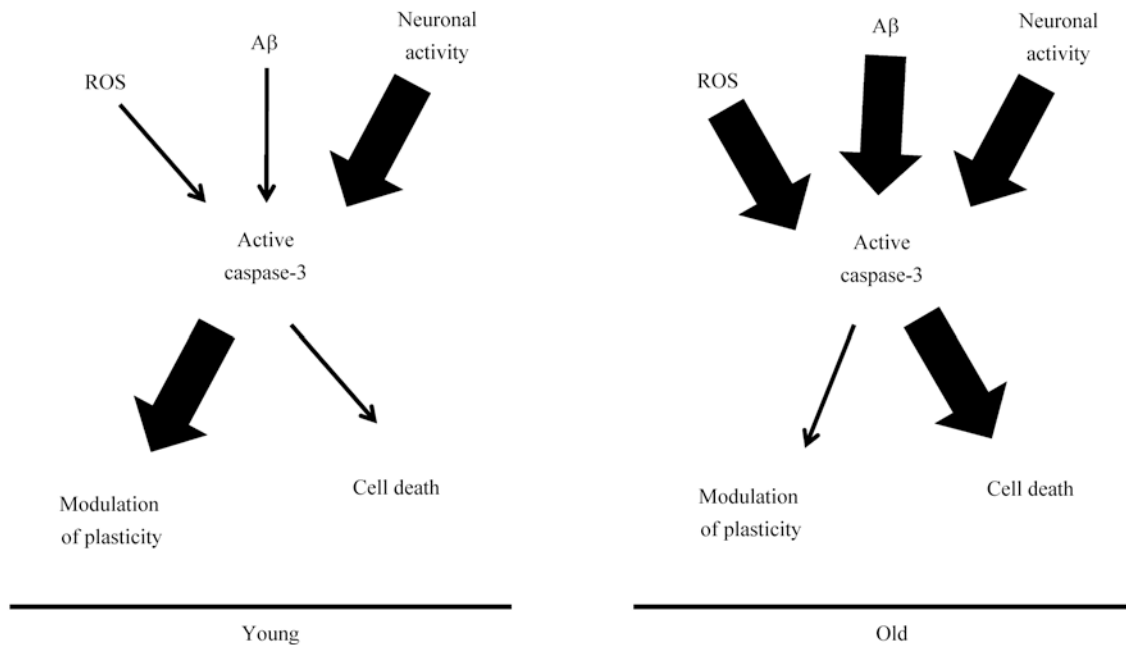 Neuronal
activity
Aβ
ROS
Active
caspase-3
Modulation
of plasticity
Cell death
Young
Neuronal
activity
Aβ
ROS
Active
caspase-3
Modulation
of plasticity
Cell death
Old